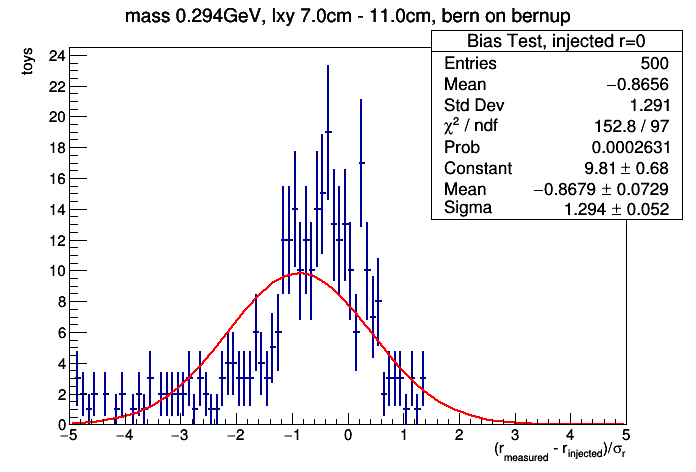 mass 0.294GeV, lxy 7.0cm - 11.0cm, bern on bernup
Bias Test, injected r=0
Entries 500
Mean −0.8656
Std Dev 1.291
χ² / ndf 152.8 / 97
Prob 0.0002631
Constant 9.81 ± 0.68
Mean −0.8679 ± 0.0729
Sigma 1.294 ± 0.052
toys
24
22
20
18
16
14
12
10
8
6
4
2
0
−5 −4 −3 −2 −1 0 1 2 3 4 5
(r_measured - r_injected)/σ_r